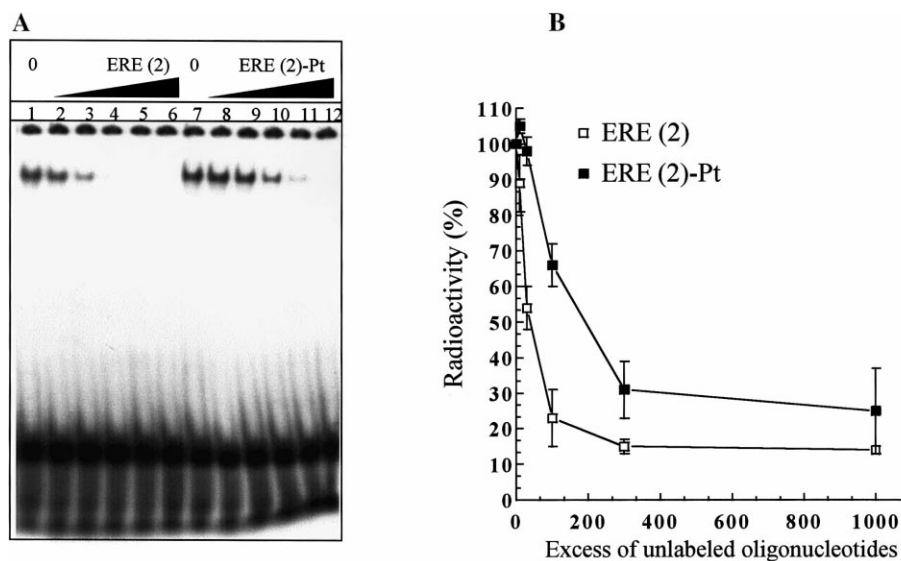 A
0 ERE (2) 0 ERE (2)-Pt
1 2 3 4 5 6 7 8 9 10 11 12
B
ERE (2)
ERE (2)-Pt
Radioactivity (%)
110
100
90
80
70
60
50
40
30
20
10
0
0 200 400 600 800 1000
Excess of unlabeled oligonucleotides